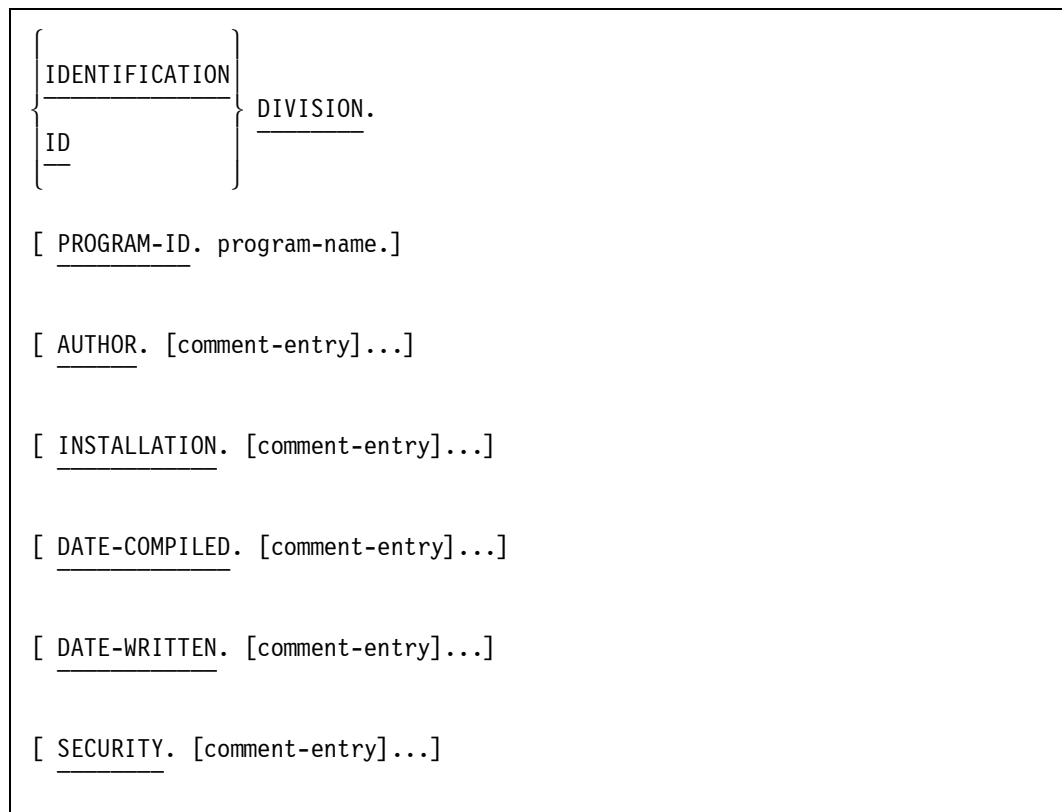 IDENTIFICATION
DIVISION.
ID
[ PROGRAM-ID. program-name.]
[ AUTHOR. [comment-entry]...]
[ INSTALLATION. [comment-entry]...]
[ DATE-COMPILED. [comment-entry]...]
[ DATE-WRITTEN. [comment-entry]...]
[ SECURITY. [comment-entry]...]